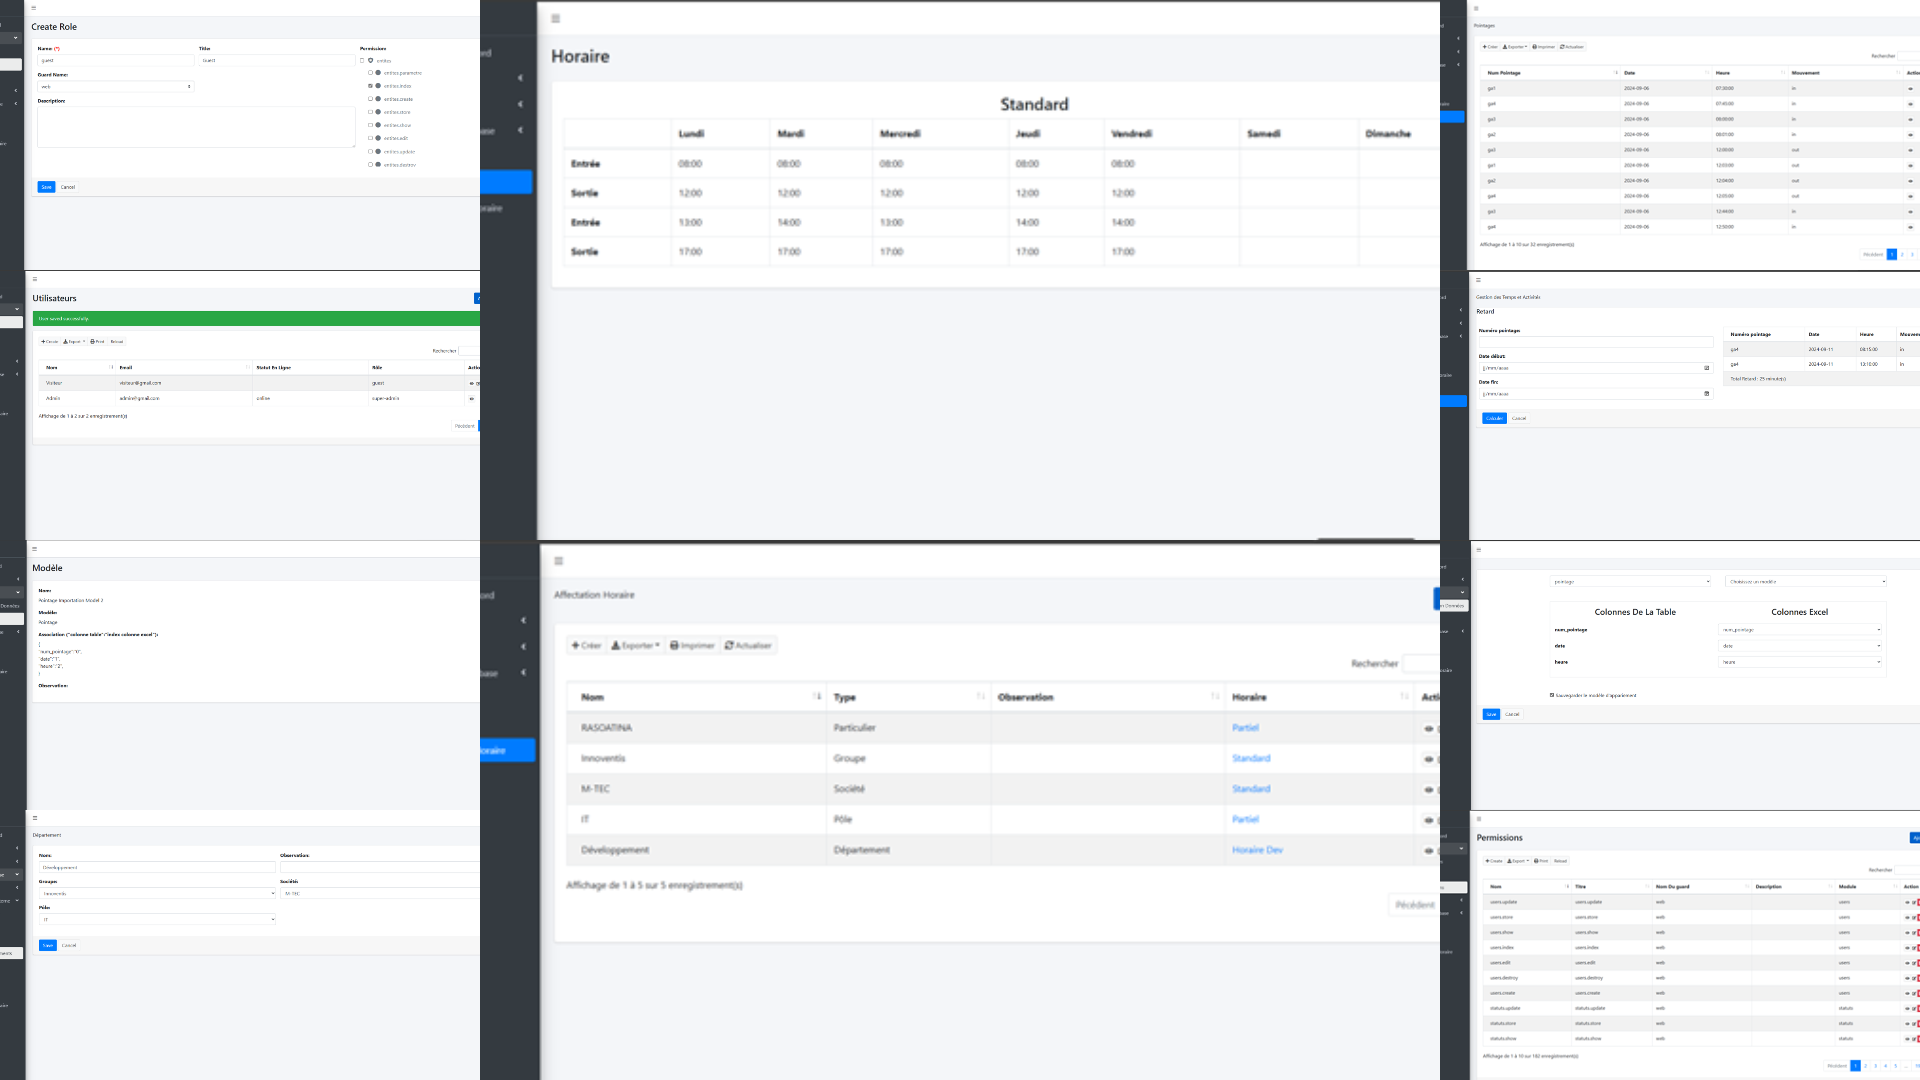 Create Role
Name: (*)
Title:
Permission:
guest
Guest
entites
entites.parametre
Guard Name:
entites.index
web
entites.create
Description:
entites.store
entites.show
entites.edit
entites.update
entites.destroy
Save
Cancel
Utilisateurs
User saved successfully.
Create
Export
Print
Reload
Rechercher
Nom
Email
Statut En Ligne
Rôle
Visiteur
visiteur@gmail.com
guest
Admin
admin@gmail.com
online
super-admin
Affichage de 1 à 2 sur 2 enregistrement(s)
Pécédent
Modèle
Nom:
Pointage Importation Model 2
Modèle:
Pointage
Association ("colonne table":"index colonne excel"):
{
"num_pointage":"0",
"date":"1",
"heure":"2",
}
Observation:
Département
Nom:
Observation:
Développement
Groupe:
Société:
Innoventis
M-TEC
Pôle:
IT
Save
Cancel
Horaire
Standard
Lundi Mardi Mercredi Jeudi Vendredi Samedi Dimanche
Entrée 08:00 08:00 08:00 08:00 08:00
Sortie 12:00 12:00 12:00 12:00 12:00
Entrée 13:00 14:00 13:00 14:00 14:00
Sortie 17:00 17:00 17:00 17:00 17:00
Affectation Horaire
Créer Exporter Imprimer Actualiser
Rechercher
Nom Type Observation Horaire
RASOATINA Particulier Partiel
Innoventis Groupe Standard
M-TEC Société Standard
IT Pôle Partiel
Développement Département Horaire Dev
Affichage de 1 à 5 sur 5 enregistrement(s)
Pécédent
Pointages
Créer Exporter Imprimer Actualiser
Rechercher
Num Pointage Date Heure Mouvement
ga1 2024-09-06 07:30:00 in
ga4 2024-09-06 07:45:00 in
ga3 2024-09-06 08:00:00 in
ga2 2024-09-06 08:01:00 in
ga3 2024-09-06 12:00:00 out
ga1 2024-09-06 12:03:00 out
ga2 2024-09-06 12:04:00 out
ga4 2024-09-06 12:05:00 out
ga3 2024-09-06 12:44:00 in
ga4 2024-09-06 12:50:00 in
Affichage de 1 à 10 sur 32 enregistrement(s)
Pécédent 1 2 3
Gestion des Temps et Activités
Retard
Numéro pointage:
Date début:
jj/mm/aaaa
Date fin:
jj/mm/aaaa
Calculer Cancel
Numéro pointage Date Heure
ga4 2024-09-11 08:15:00 in
ga4 2024-09-11 13:10:00 in
Total Retard : 25 minute(s)
pointage
Choisissez un modèle
Colonnes De La Table Colonnes Excel
num_pointage num_pointage
date date
heure heure
Sauvegarder le modèle d'appariement
Save Cancel
Permissions
Create Export Print Reload
Rechercher
Nom Titre Nom Du guard Description Module Action
users.update users.update web users
users.store users.store web users
users.show users.show web users
users.index users.index web users
users.edit users.edit web users
users.destroy users.destroy web users
users.create users.create web users
statuts.update statuts.update web statuts
statuts.store statuts.store web statuts
statuts.show statuts.show web statuts
Affichage de 1 à 10 sur 182 enregistrement(s)
Pécédent 1 2 3 4 5